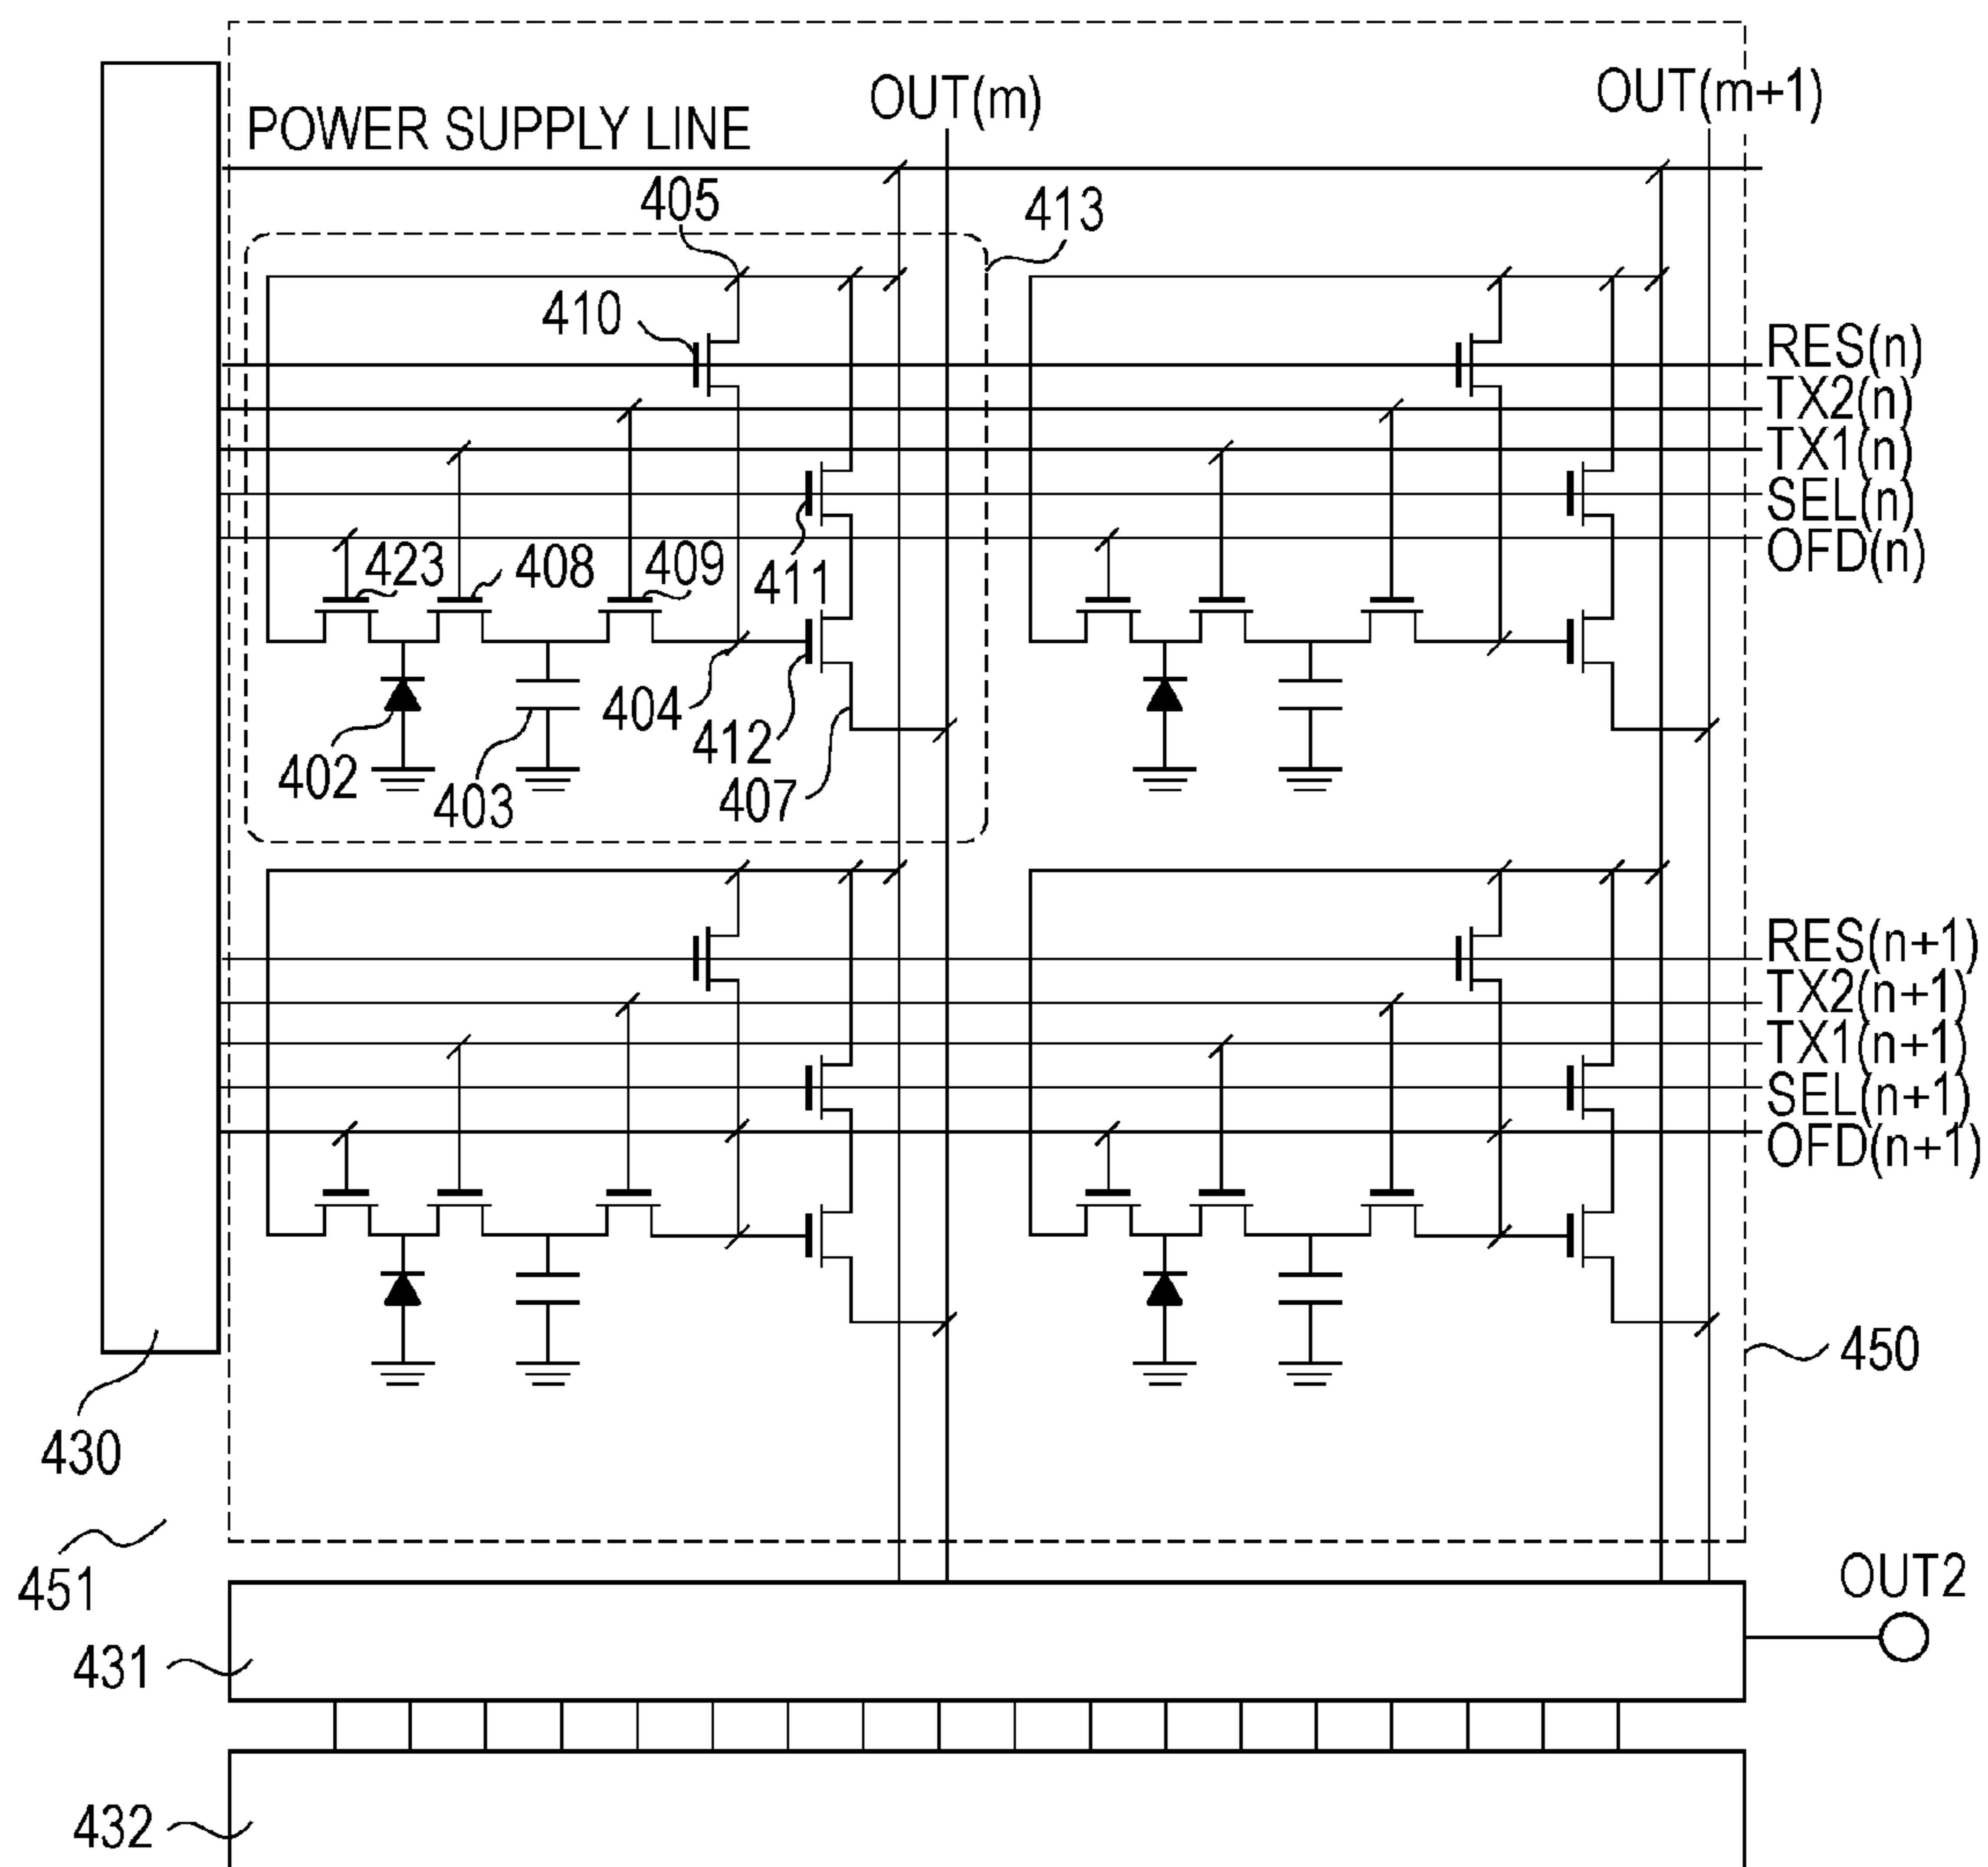 OUT(m)
OUT(m+1)
POWER SUPPLY LINE
405
413
410
RES(n)
TX2(n)
TX1(n)
SEL(n)
OFD(n)
423
408
409
411
404
412
402
403
407
RES(n+1)
TX2(n+1)
TX1(n+1)
SEL(n+1)
OFD(n+1)
450
430
451
OUT2
431
432